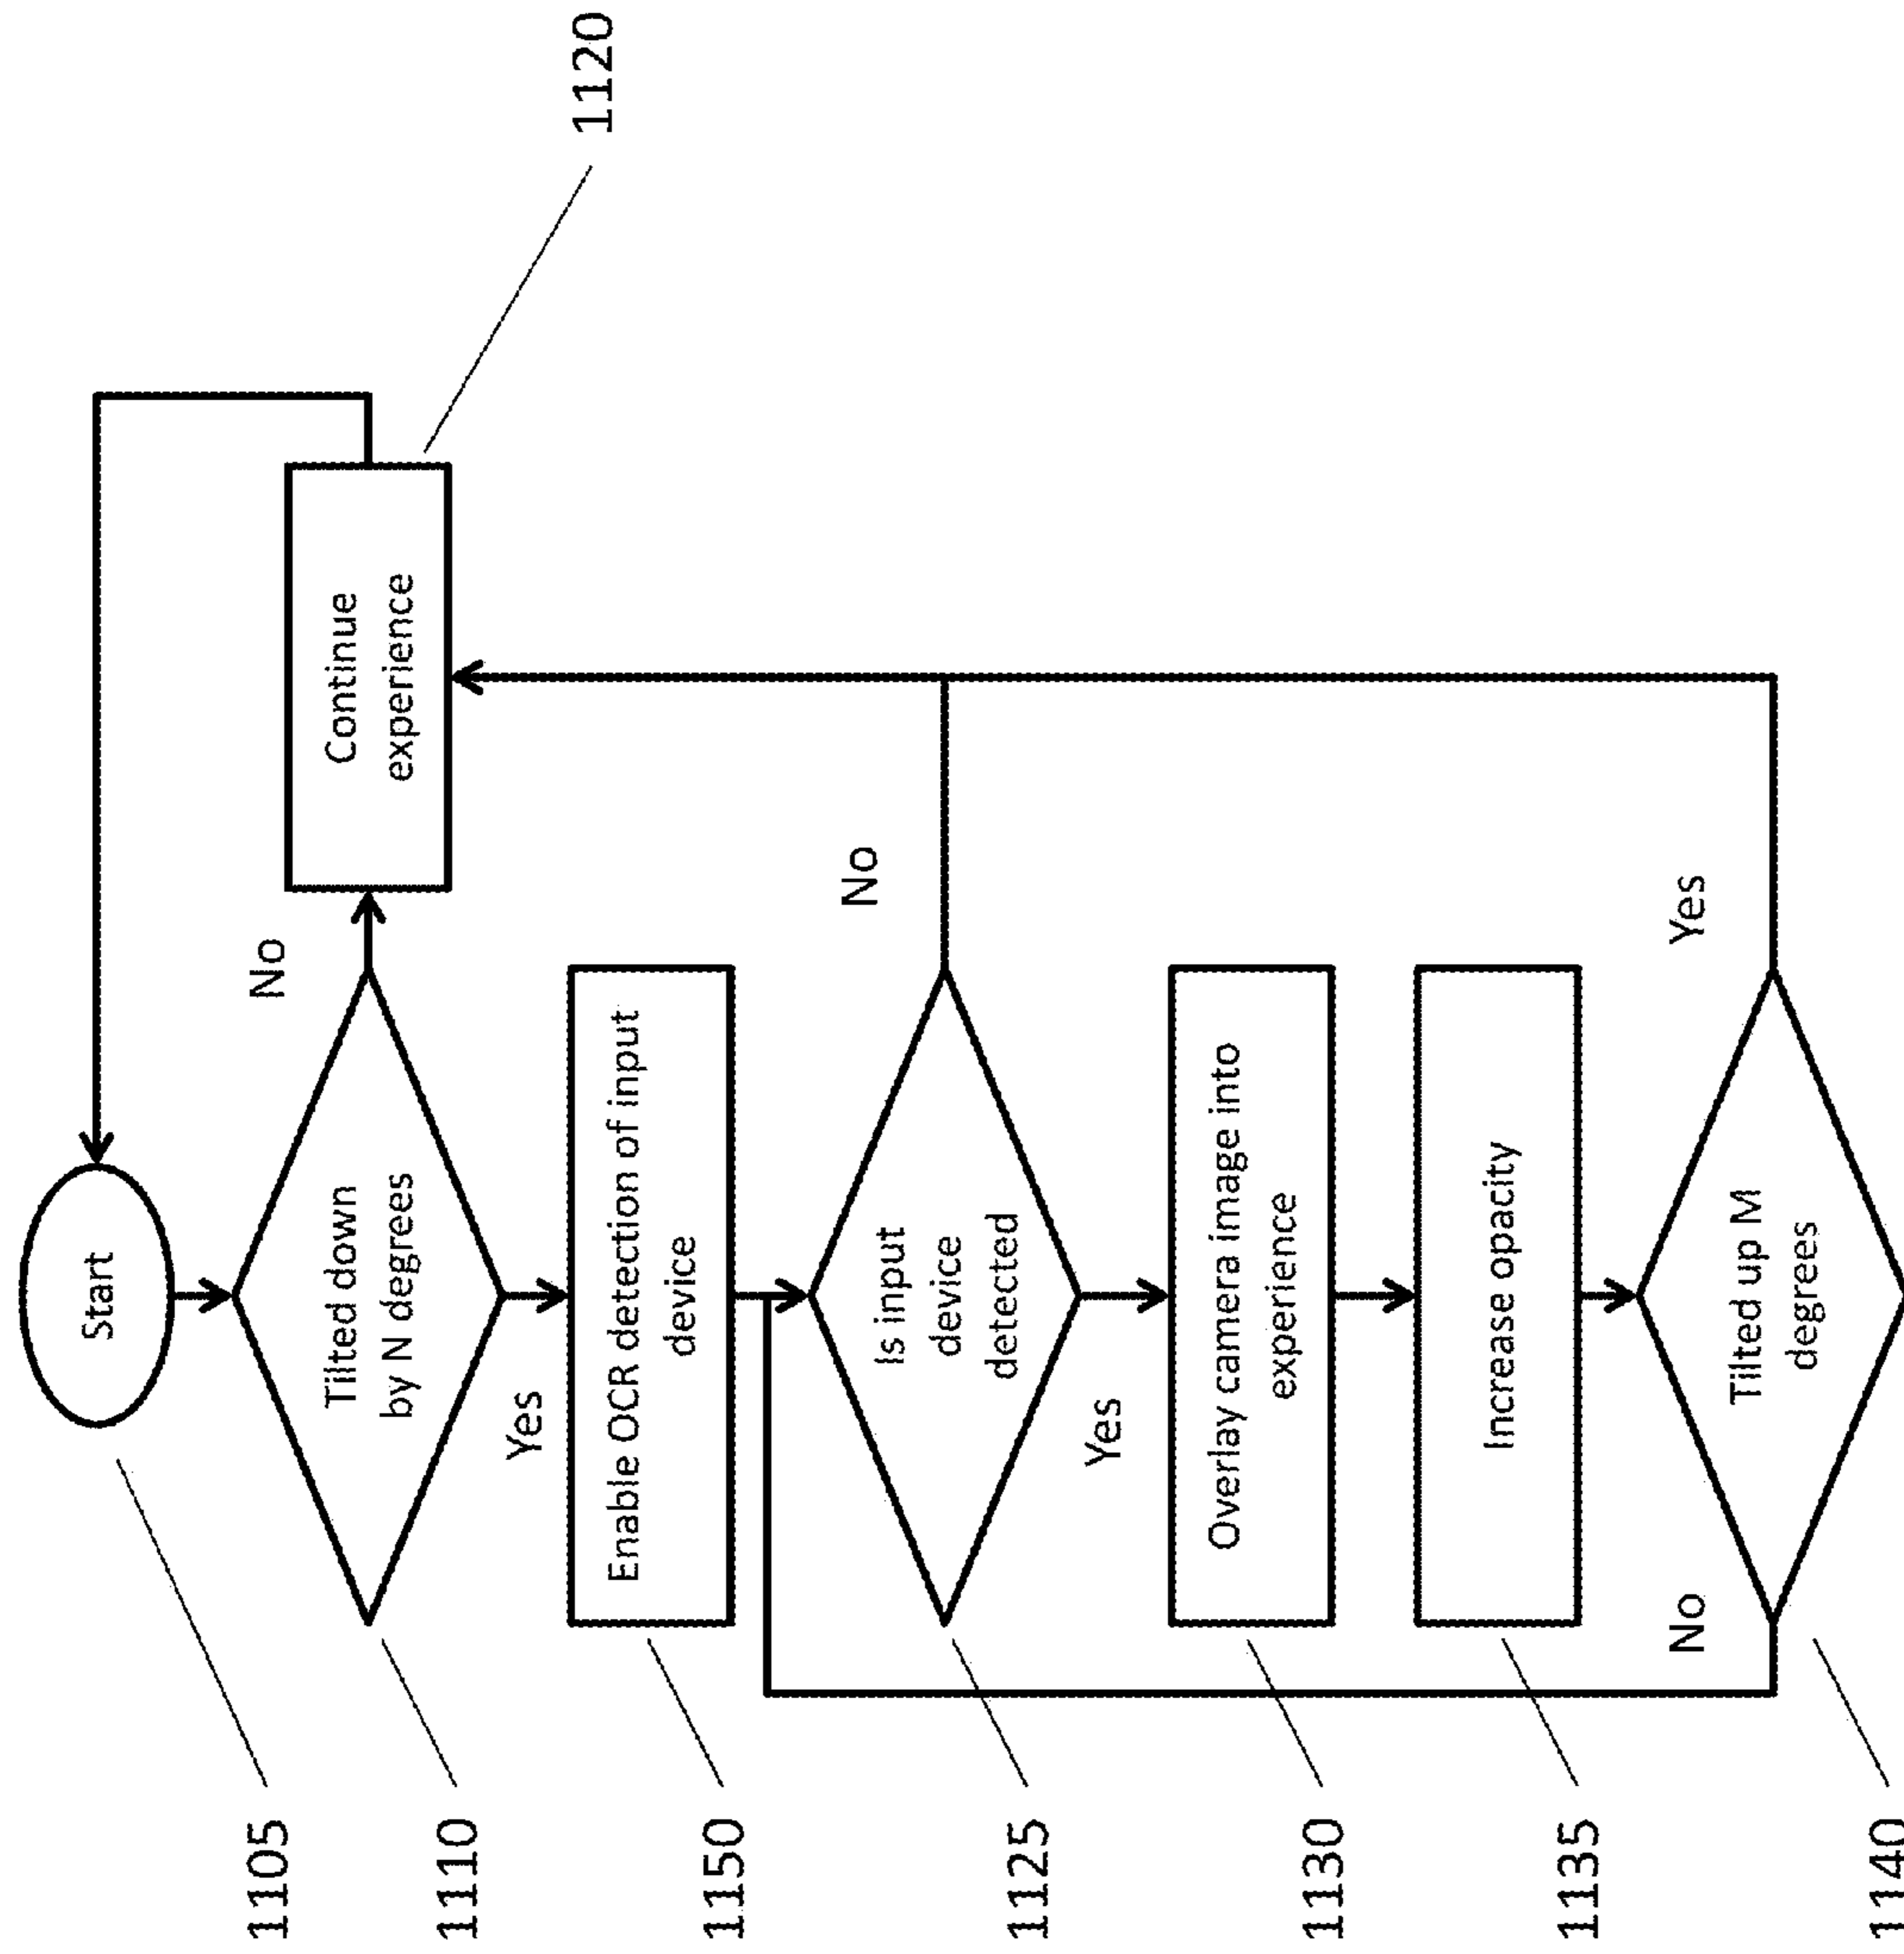 Start
1105
Tilted down
by N degrees
1110
No
Continue
experience
1120
Yes
Enable OCR detection of input
device
1150
Is input
device
detected
1125
No
Yes
Overlay camera image into
experience
1130
Increase opacity
1135
Tilted up M
degrees
1140
No
Yes